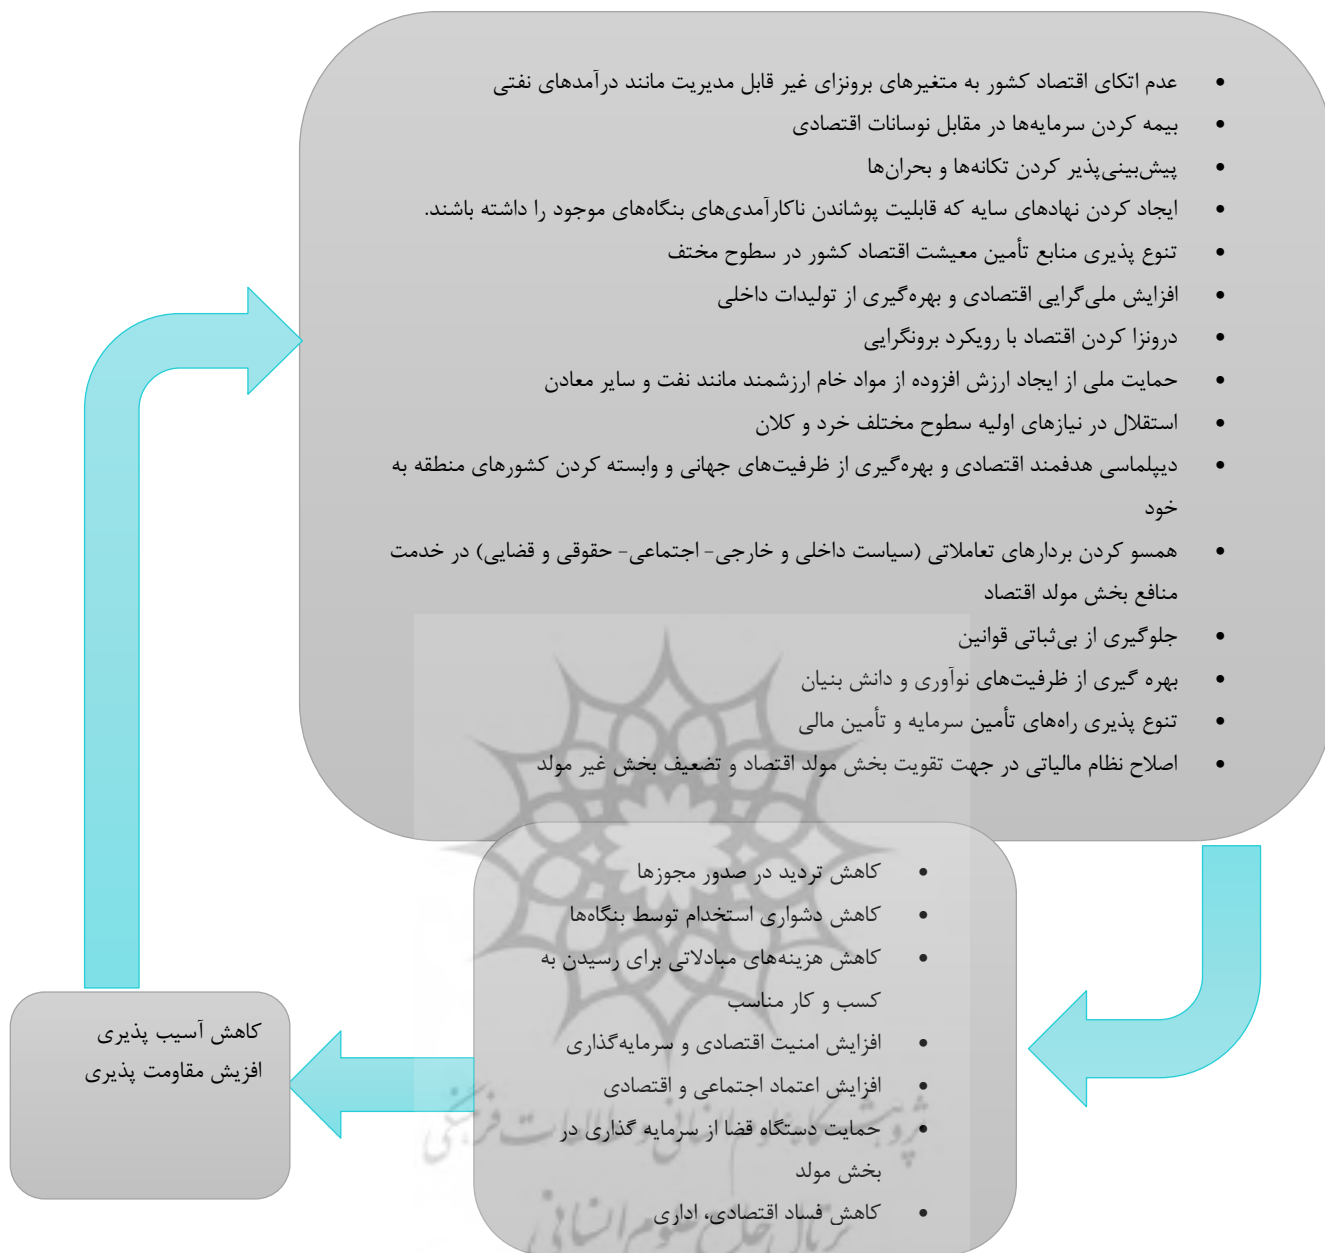 • عدم اتکای اقتصاد کشور به متغیرهای برونزای غیر قابل مدیریت مانند درآمدهای نفتی
• بیمه کردن سرمایه‌ها در مقابل نوسانات اقتصادی
• پیش‌بینی‌پذیر کردن تکانه‌ها و بحران‌ها
• ایجاد کردن نهادهای سایه که قابلیت پوشاندن ناکارآمدی‌های بنگاه‌های موجود را داشته باشند.
• تنوع پذیری منابع تأمین معیشت اقتصاد کشور در سطوح مختف
• افزایش ملی‌گرایی اقتصادی و بهره‌گیری از تولیدات داخلی
• درونزا کردن اقتصاد با رویکرد برونگرایی
• حمایت ملی از ایجاد ارزش افزوده از مواد خام ارزشمند مانند نفت و سایر معادن
• استقلال در نیازهای اولیه سطوح مختلف خرد و کلان
• دیپلماسی هدفمند اقتصادی و بهره‌گیری از ظرفیت‌های جهانی و وابسته کردن کشورهای منطقه به
خود
• همسو کردن بردارهای تعاملاتی (سیاست داخلی و خارجی- اجتماعی- حقوقی و قضایی) در خدمت
منافع بخش مولد اقتصاد
• جلوگیری از بی‌ثباتی قوانین
• بهره گیری از ظرفیت‌های نوآوری و دانش بنیان
• تنوع پذیری راه‌های تأمین سرمایه و تأمین مالی
• اصلاح نظام مالیاتی در جهت تقویت بخش مولد اقتصاد و تضعیف بخش غیر مولد
• کاهش تردید در صدور مجوزها
• کاهش دشواری استخدام توسط بنگاه‌ها
• کاهش هزینه‌های مبادلاتی برای رسیدن به
کسب و کار مناسب
• افزایش امنیت اقتصادی و سرمایه‌گذاری
• افزایش اعتماد اجتماعی و اقتصادی
• حمایت دستگاه قضا از سرمایه گذاری در
بخش مولد
• کاهش فساد اقتصادی، اداری
کاهش آسیب پذیری
افزیش مقاومت پذیری
پژوهشگاه علوم انسانی و مطالعات فرهنگی
پرتال جامع علوم انسانی